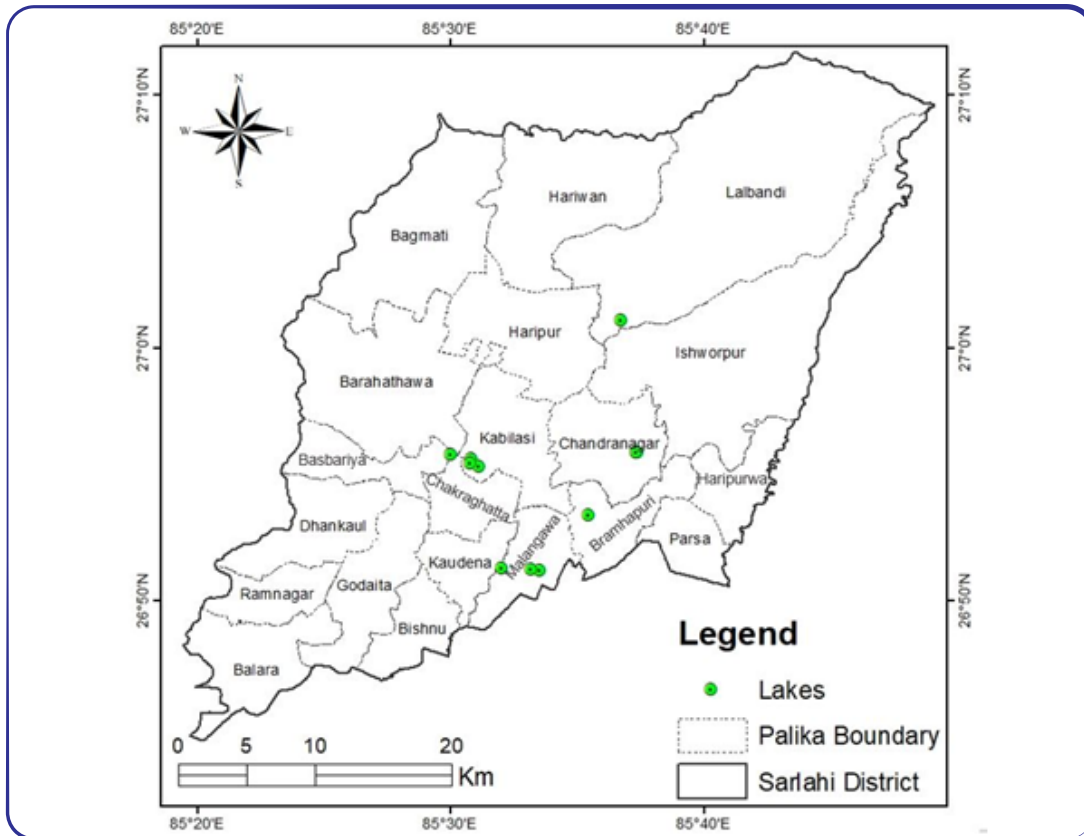 85°20'E 85°30'E 85°40'E
27°10'N 27°10'N
N
W E
S
Hariwan
Lalbandi
Bagmati
Haripur
27°0'N 27°0'N
Ishworpur
Barahathawa
Kabilasi
Chandranagar
Basbariya
Haripurwa
Chakraghatta
Bramhapuri
Dhankaul
Malangawa
Parsa
Kaudena
Godaita
Ramnagar
26°50'N 26°50'N
Bishnu
Legend
Balara
Lakes
Palika Boundary
0 5 10 20
Km
Sarlahi District
85°20'E 85°30'E 85°40'E